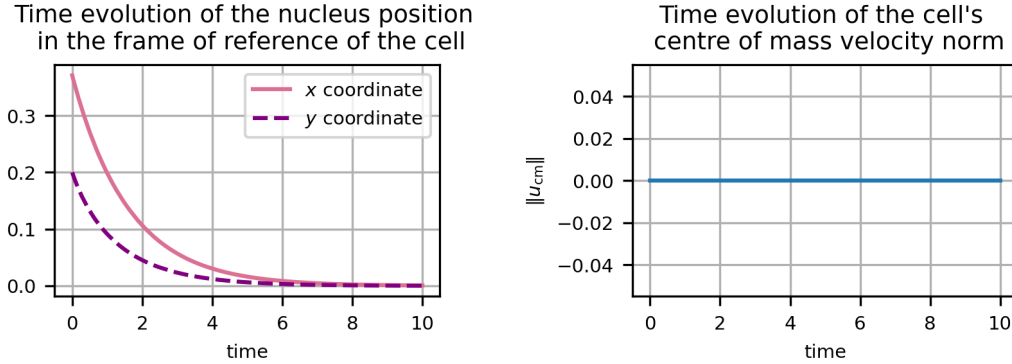 Time evolution of the nucleus position
in the frame of reference of the cell
x coordinate
y coordinate
0.3
0.2
0.1
0.0
0 2 4 6 8 10
time
Time evolution of the cell's
centre of mass velocity norm
‖u_cm‖
0.04
0.02
0.00
−0.02
−0.04
0 2 4 6 8 10
time